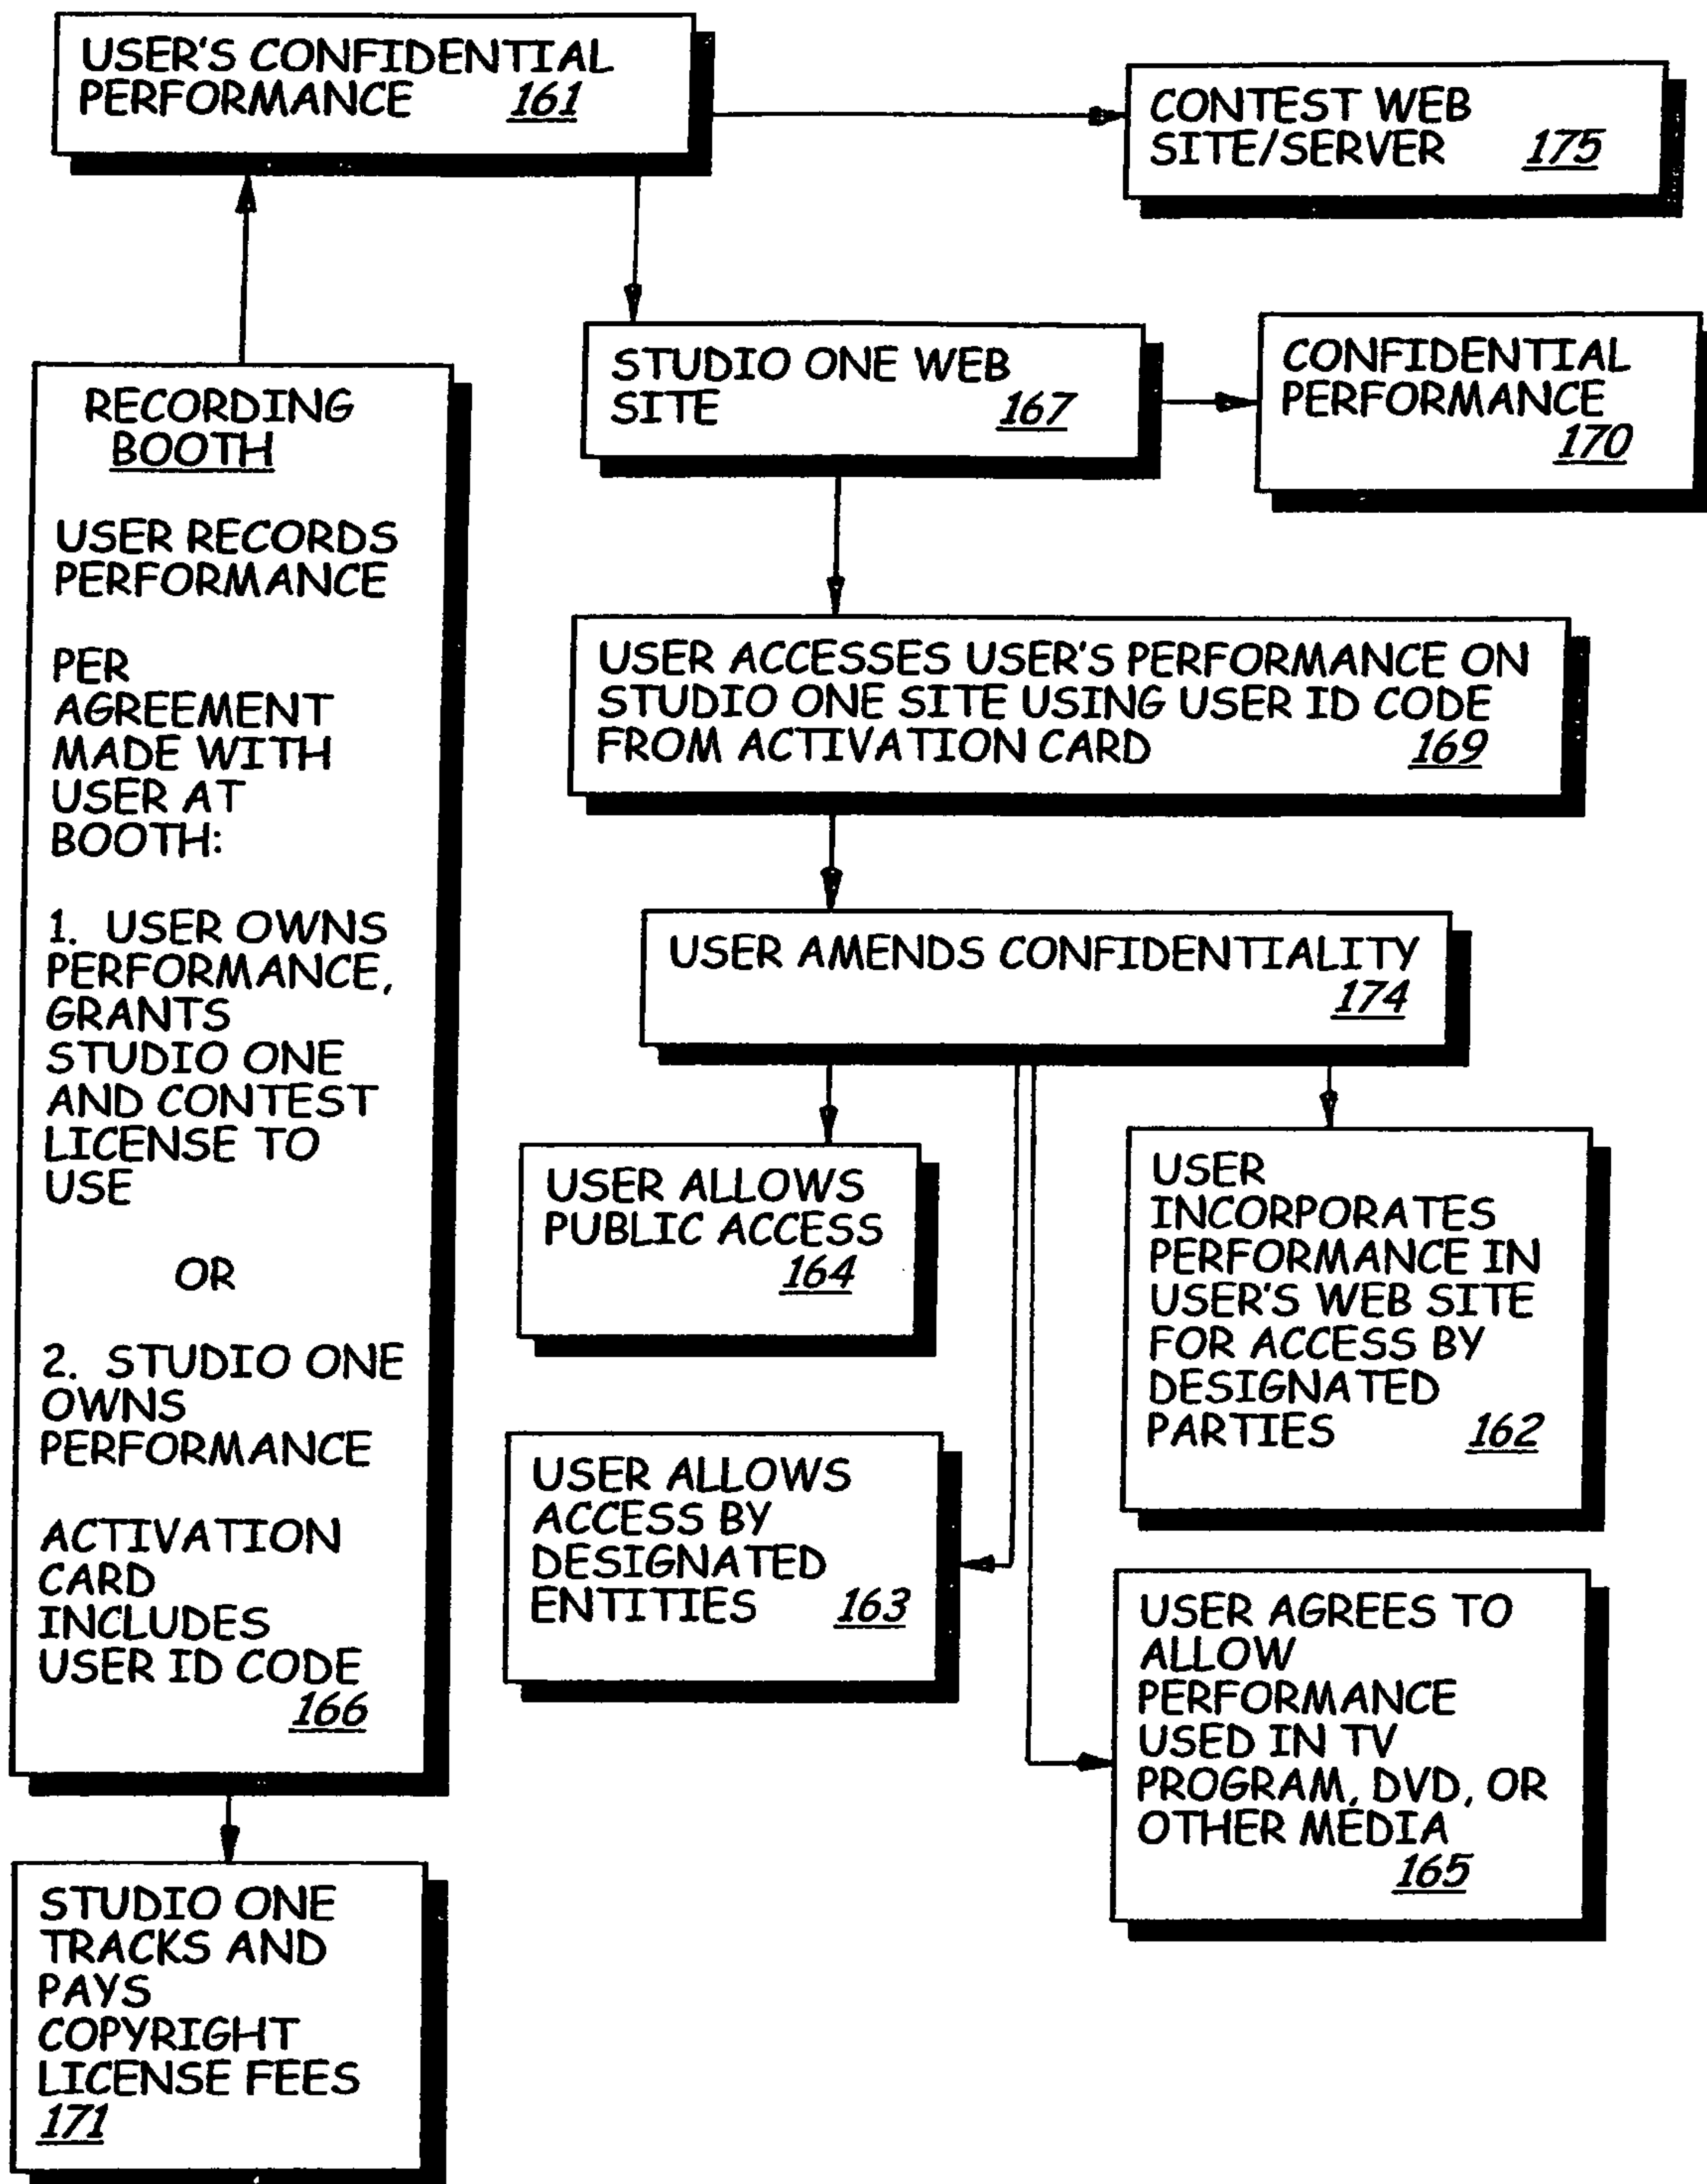 USER'S CONFIDENTIAL
PERFORMANCE 161
CONTEST WEB
SITE/SERVER 175
STUDIO ONE WEB
SITE 167
CONFIDENTIAL
PERFORMANCE
170
RECORDING
BOOTH
USER RECORDS
PERFORMANCE
PER
AGREEMENT
MADE WITH
USER AT
BOOTH:
1. USER OWNS
PERFORMANCE,
GRANTS
STUDIO ONE
AND CONTEST
LICENSE TO
USE
OR
2. STUDIO ONE
OWNS
PERFORMANCE
ACTIVATION
CARD
INCLUDES
USER ID CODE
166
USER ACCESSES USER'S PERFORMANCE ON
STUDIO ONE SITE USING USER ID CODE
FROM ACTIVATION CARD 169
USER AMENDS CONFIDENTIALITY
174
USER ALLOWS
PUBLIC ACCESS
164
USER
INCORPORATES
PERFORMANCE IN
USER'S WEB SITE
FOR ACCESS BY
DESIGNATED
PARTIES 162
USER ALLOWS
ACCESS BY
DESIGNATED
ENTITIES 163
USER AGREES TO
ALLOW
PERFORMANCE
USED IN TV
PROGRAM, DVD, OR
OTHER MEDIA
165
STUDIO ONE
TRACKS AND
PAYS
COPYRIGHT
LICENSE FEES
171